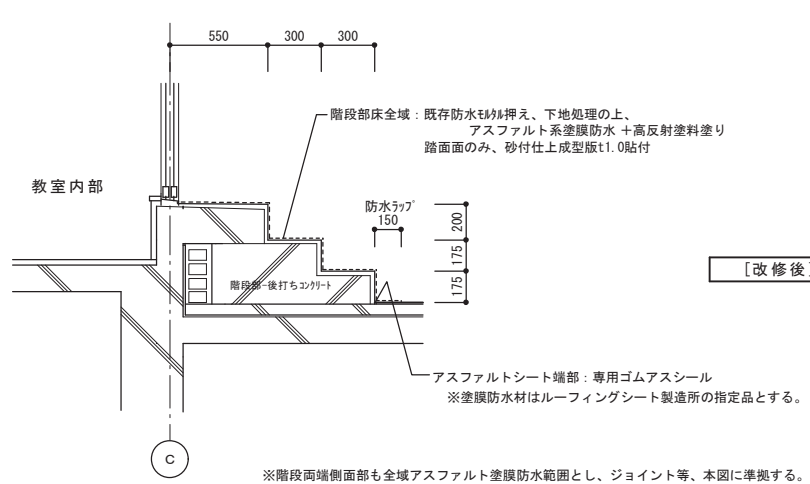 550 300 300
階段部床全域：既存防水ﾓﾙﾀﾙ押え、下地処理の上、
アスファルト系塗膜防水 ＋高反射塗料塗り
踏面面のみ、砂付仕上成型版t1.0貼付
教室内部
防水ﾗｯﾌﾟ
150
200
175
175
[改修後]
階段部-後打ちｺﾝｸﾘｰﾄ
アスファルトシート端部：専用ゴムアスシール
※塗膜防水材はルーフィングシート製造所の指定品とする。
C
※階段両端側面部も全域アスファルト塗膜防水範囲とし、ジョイント等、本図に準拠する。